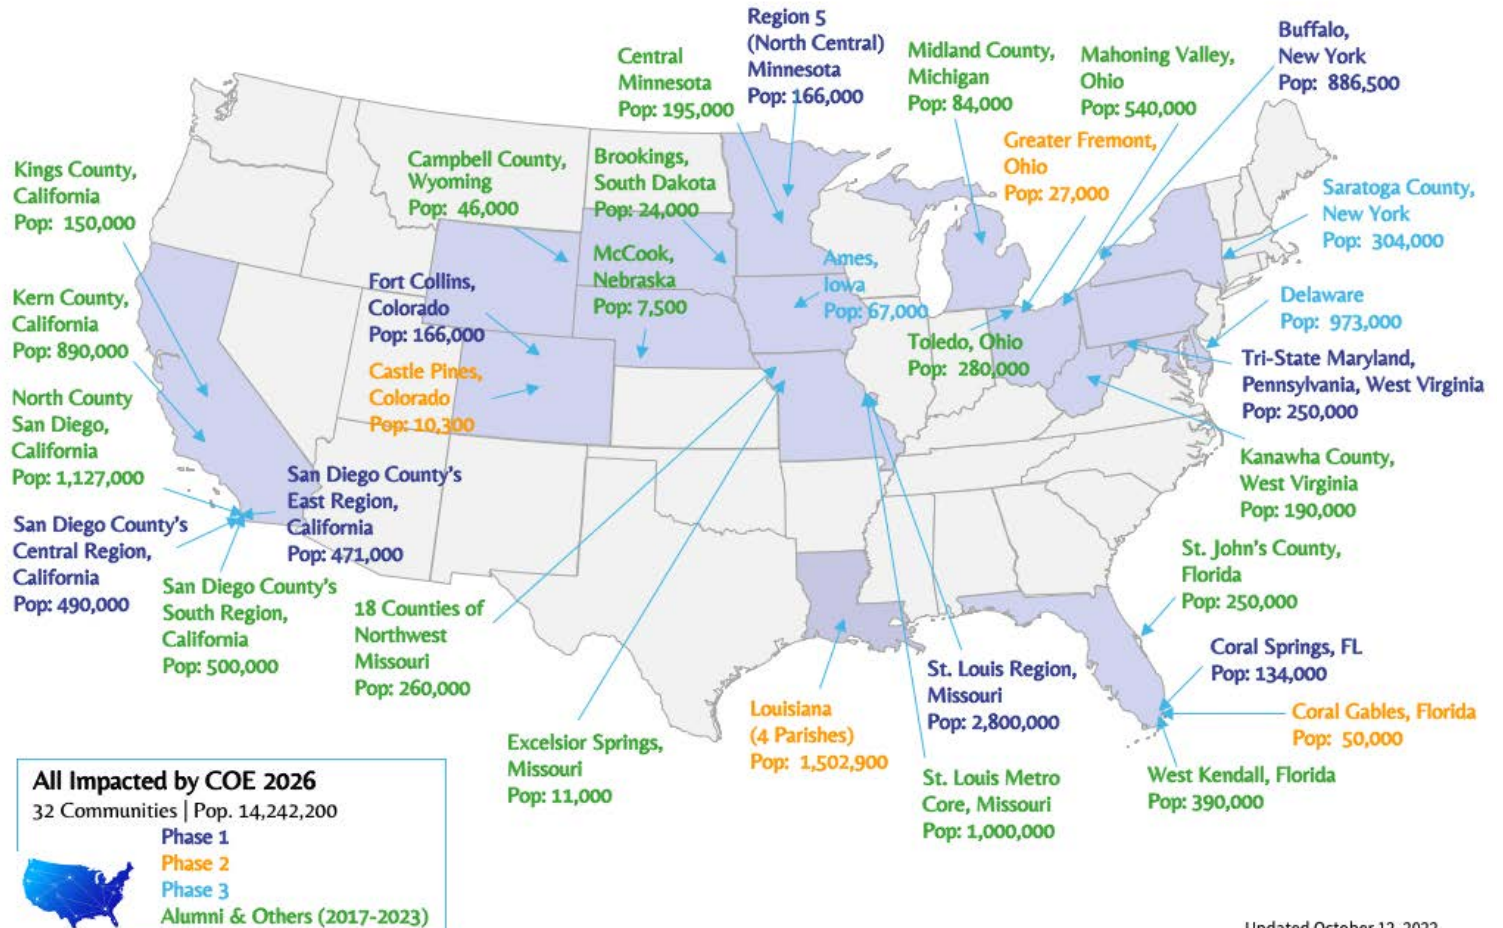 Region 5
(North Central)
Minnesota
Pop: 166,000
Buffalo,
New York
Pop: 886,500
Central
Minnesota
Pop: 195,000
Midland County,
Michigan
Pop: 84,000
Mahoning Valley,
Ohio
Pop: 540,000
Greater Fremont,
Ohio
Pop: 27,000
Kings County,
California
Pop: 150,000
Campbell County,
Wyoming
Pop: 46,000
Brookings,
South Dakota
Pop: 24,000
Saratoga County,
New York
Pop: 304,000
McCook,
Nebraska
Pop: 7,500
Ames,
Iowa
Pop: 67,000
Fort Collins,
Colorado
Pop: 166,000
Kern County,
California
Pop: 890,000
Delaware
Pop: 973,000
Toledo, Ohio
Pop: 280,000
Tri-State Maryland,
Pennsylvania, West Virginia
Pop: 250,000
Castle Pines,
Colorado
Pop: 10,300
North County
San Diego,
California
Pop: 1,127,000
San Diego County's
East Region,
California
Pop: 471,000
Kanawha County,
West Virginia
Pop: 190,000
San Diego County's
Central Region,
California
Pop: 490,000
San Diego County's
South Region,
California
Pop: 500,000
18 Counties of
Northwest
Missouri
Pop: 260,000
St. John's County,
Florida
Pop: 250,000
Coral Springs, FL
Pop: 134,000
St. Louis Region,
Missouri
Pop: 2,800,000
Louisiana
(4 Parishes)
Pop: 1,502,900
Coral Gables, Florida
Pop: 50,000
Excelsior Springs,
Missouri
Pop: 11,000
St. Louis Metro
Core, Missouri
Pop: 1,000,000
West Kendall, Florida
Pop: 390,000
All Impacted by COE 2026
32 Communities | Pop. 14,242,200
Phase 1
Phase 2
Phase 3
Alumni & Others (2017-2023)
Updated October 12, 2022